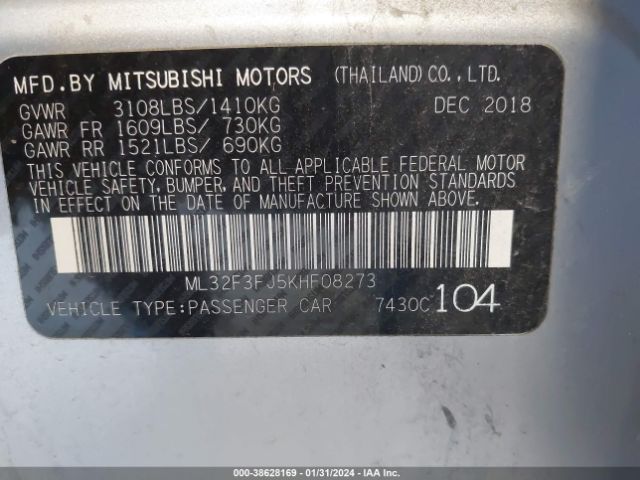 MFD.BY MITSUBISHI MOTORS (THAILAND)CO.,LTD.
GVWR 3108LBS/1410KG DEC 2018
GAWR FR 1609LBS/ 730KG
GAWR RR 1521LBS/ 690KG
THIS VEHICLE CONFORMS TO ALL APPLICABLE FEDERAL MOTOR
VEHICLE SAFETY, BUMPER, AND THEFT PREVENTION STANDARDS
IN EFFECT ON THE DATE OF MANUFACTURE SHOWN ABOVE.
ML32F3FJ5KHF08273
VEHICLE TYPE:PASSENGER CAR 7430C 104
000-38628169 - 01/31/2024 - IAAI.com